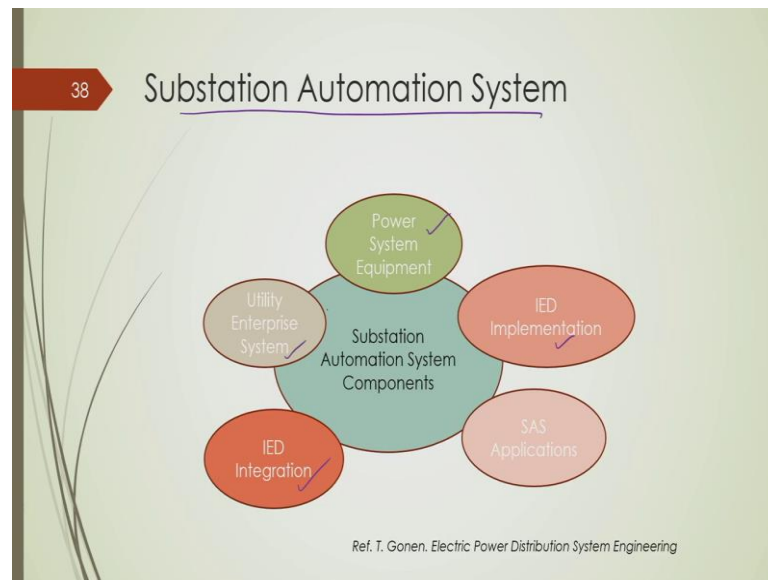 38
Substation Automation System
Power
System
Equipment
Utility
Enterprise
System
IED
Implementation
Substation
Automation System
Components
IED
Integration
SAS
Applications
Ref. T. Gonen. Electric Power Distribution System Engineering